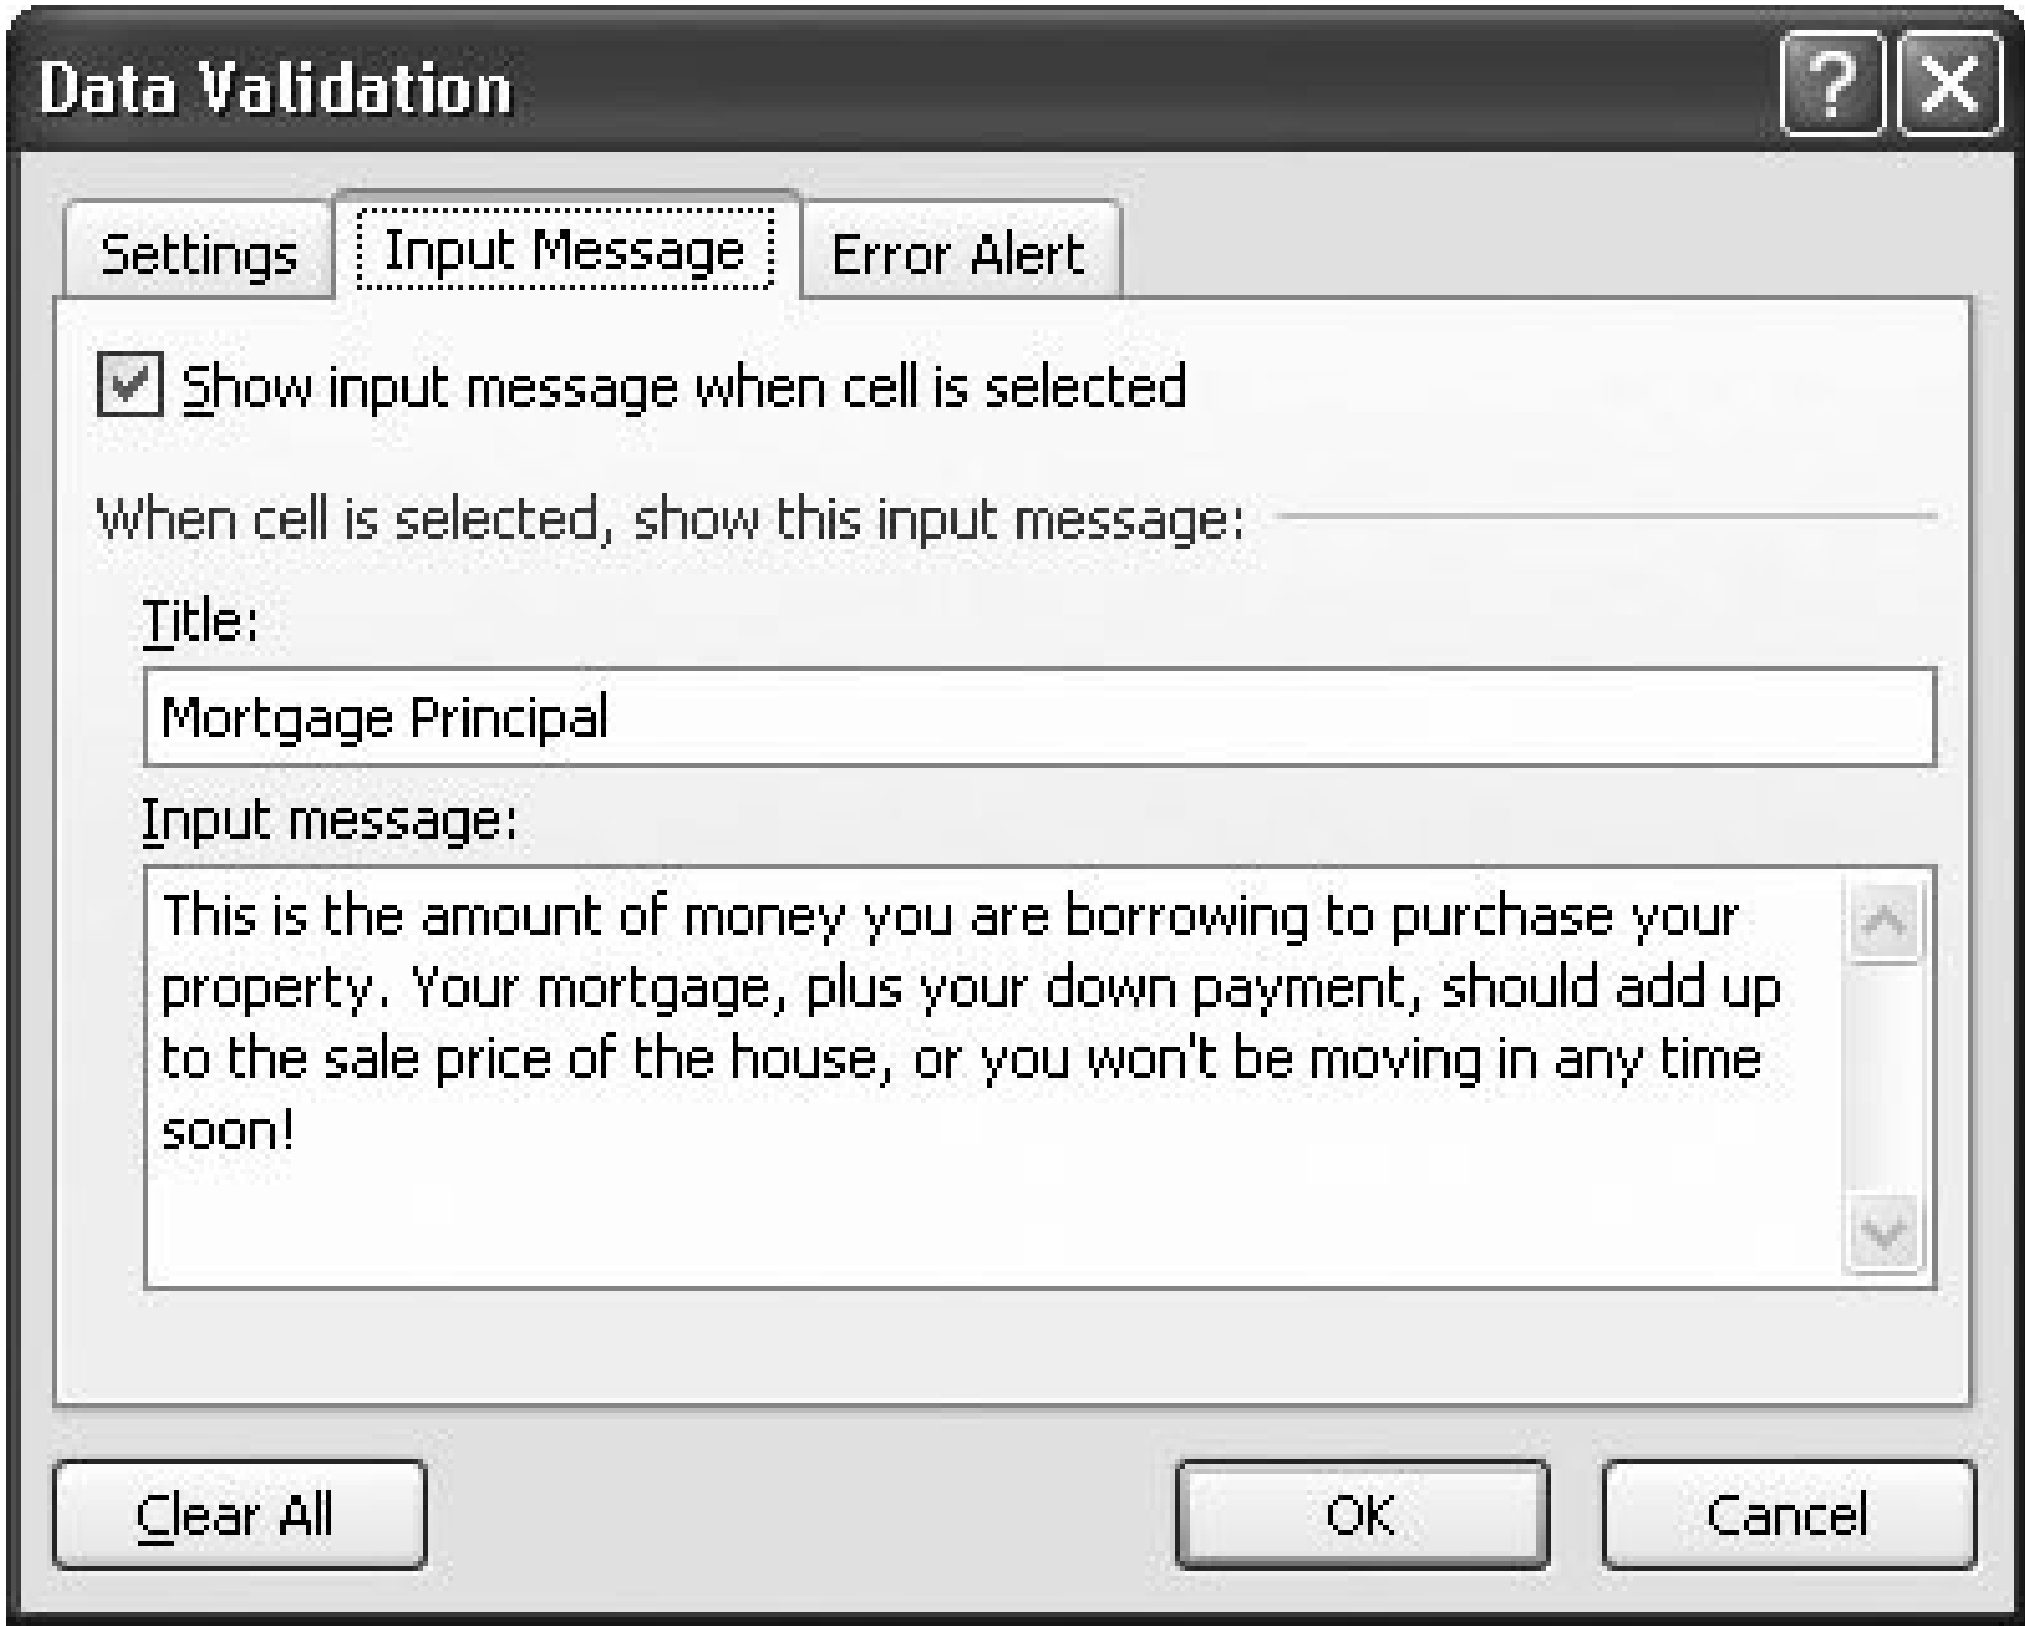 Data Validation
Settings Input Message Error Alert
Show input message when cell is selected
When cell is selected, show this input message:
Title:
Mortgage Principal
Input message:
This is the amount of money you are borrowing to purchase your
property. Your mortgage, plus your down payment, should add up
to the sale price of the house, or you won't be moving in any time
soon!
Clear All OK Cancel